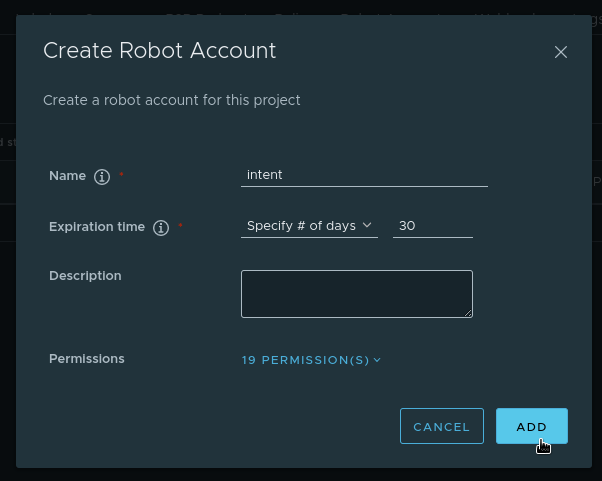 Create Robot Account
Create a robot account for this project
Name
intent
Expiration time
Specify # of days
30
Description
Permissions
19 PERMISSION(S)
CANCEL
ADD